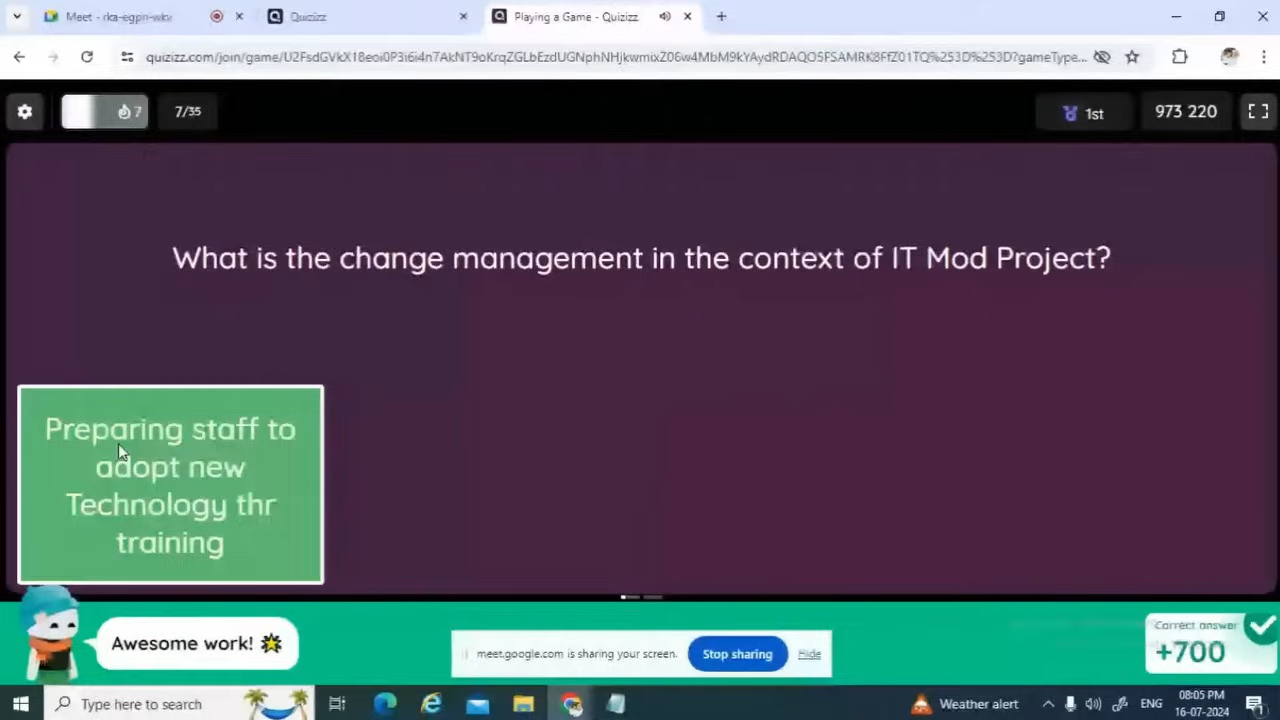 Meet - rka-egpn-wkv
Quizizz
Playing a Game - Quizizz
7
7/35
1st
973 220
What is the change management in the context of IT Mod Project?
Preparing staff to
adopt new
Technology thr
training
Awesome work!
meet.google.com is sharing your screen.
Stop sharing
Hide
Correct answer
+700
Type here to search
Weather alert
ENG
08:05 PM
16-07-2024